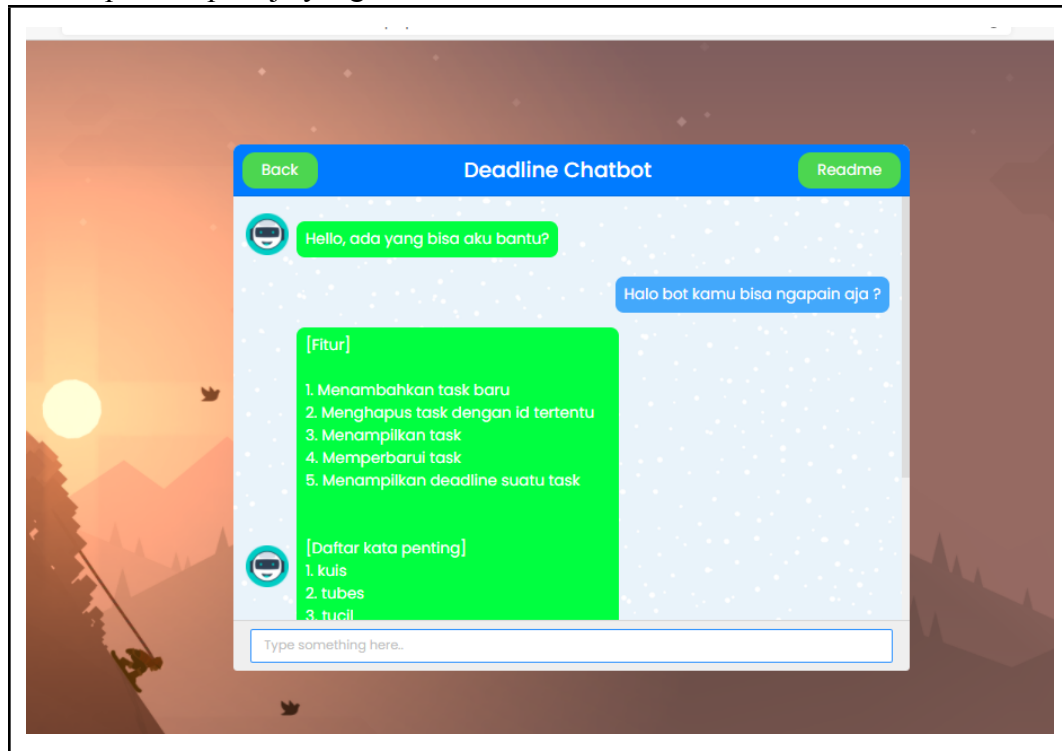 Back
Deadline Chatbot
Readme
Hello, ada yang bisa aku bantu?
Halo bot kamu bisa ngapain aja ?
[Fitur]
1. Menambahkan task baru
2. Menghapus task dengan id tertentu
3. Menampilkan task
4. Memperbarui task
5. Menampilkan deadline suatu task
[Daftar kata penting]
1. kuis
2. tubes
3. tucil
Type something here..